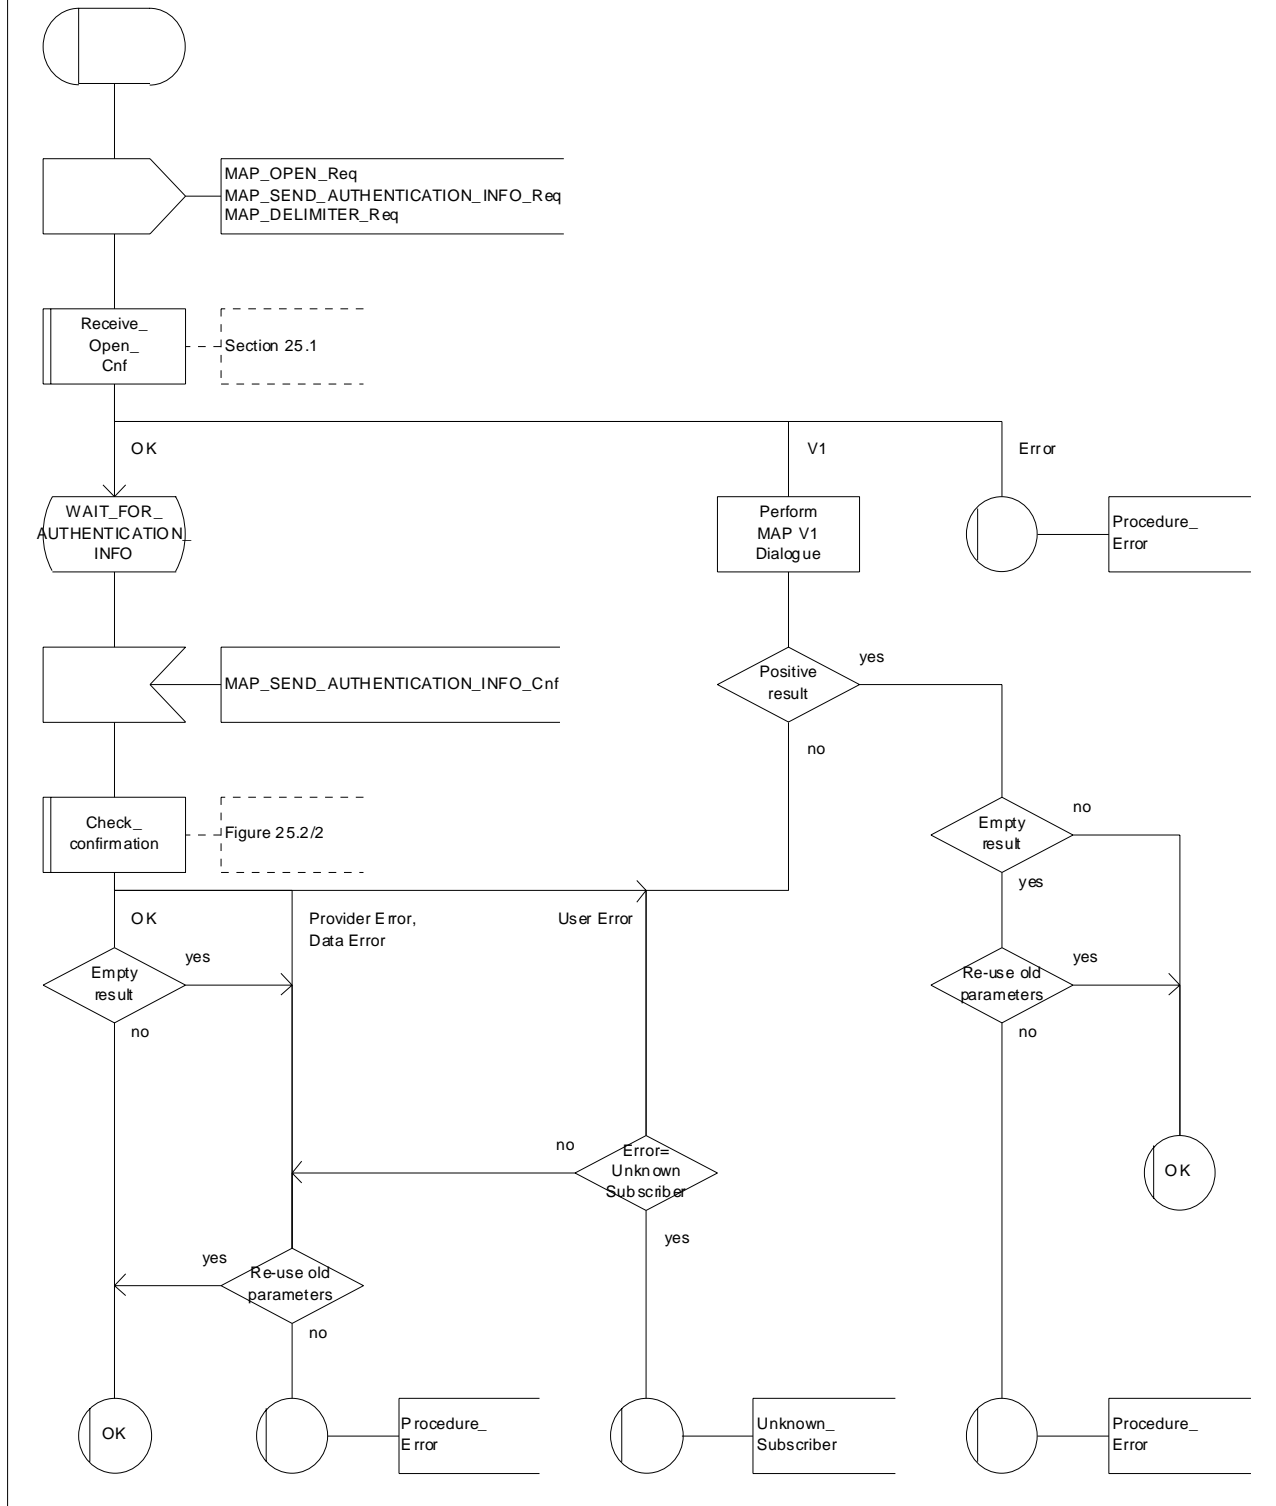 MAP_OPEN_Req
MAP_SEND_AUTHENTICATION_INFO_Req
MAP_DELIMITER_Req
Receive_
Open_
Cnf
Section 25.1
OK
V1
Error
WAIT_FOR_
AUTHENTICATION_
INFO
Perform
MAP V1
Dialogue
Procedure_
Error
MAP_SEND_AUTHENTICATION_INFO_Cnf
Positive
result
yes
no
Check_
confirmation
Figure 25.2/2
Empty
result
no
yes
OK
Provider Error,
Data Error
User Error
Empty
result
yes
no
Re-use old
parameters
yes
no
Error=
Unknown
Subscriber
no
yes
OK
Re-use old
parameters
yes
no
OK
Procedure_
Error
Unknown_
Subscriber
Procedure_
Error